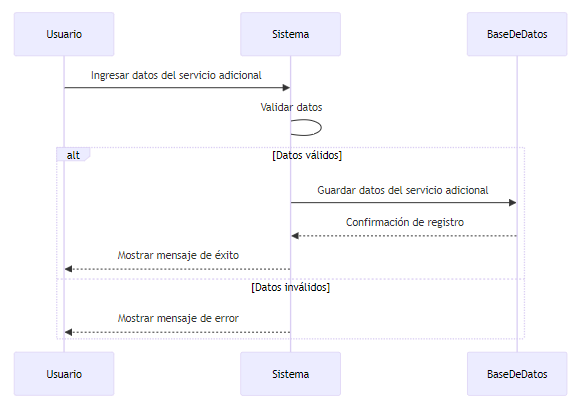 Usuario
Sistema
BaseDeDatos
Ingresar datos del servicio adicional
Validar datos
alt
[Datos válidos]
Guardar datos del servicio adicional
Confirmación de registro
Mostrar mensaje de éxito
[Datos inválidos]
Mostrar mensaje de error
Usuario
Sistema
BaseDeDatos